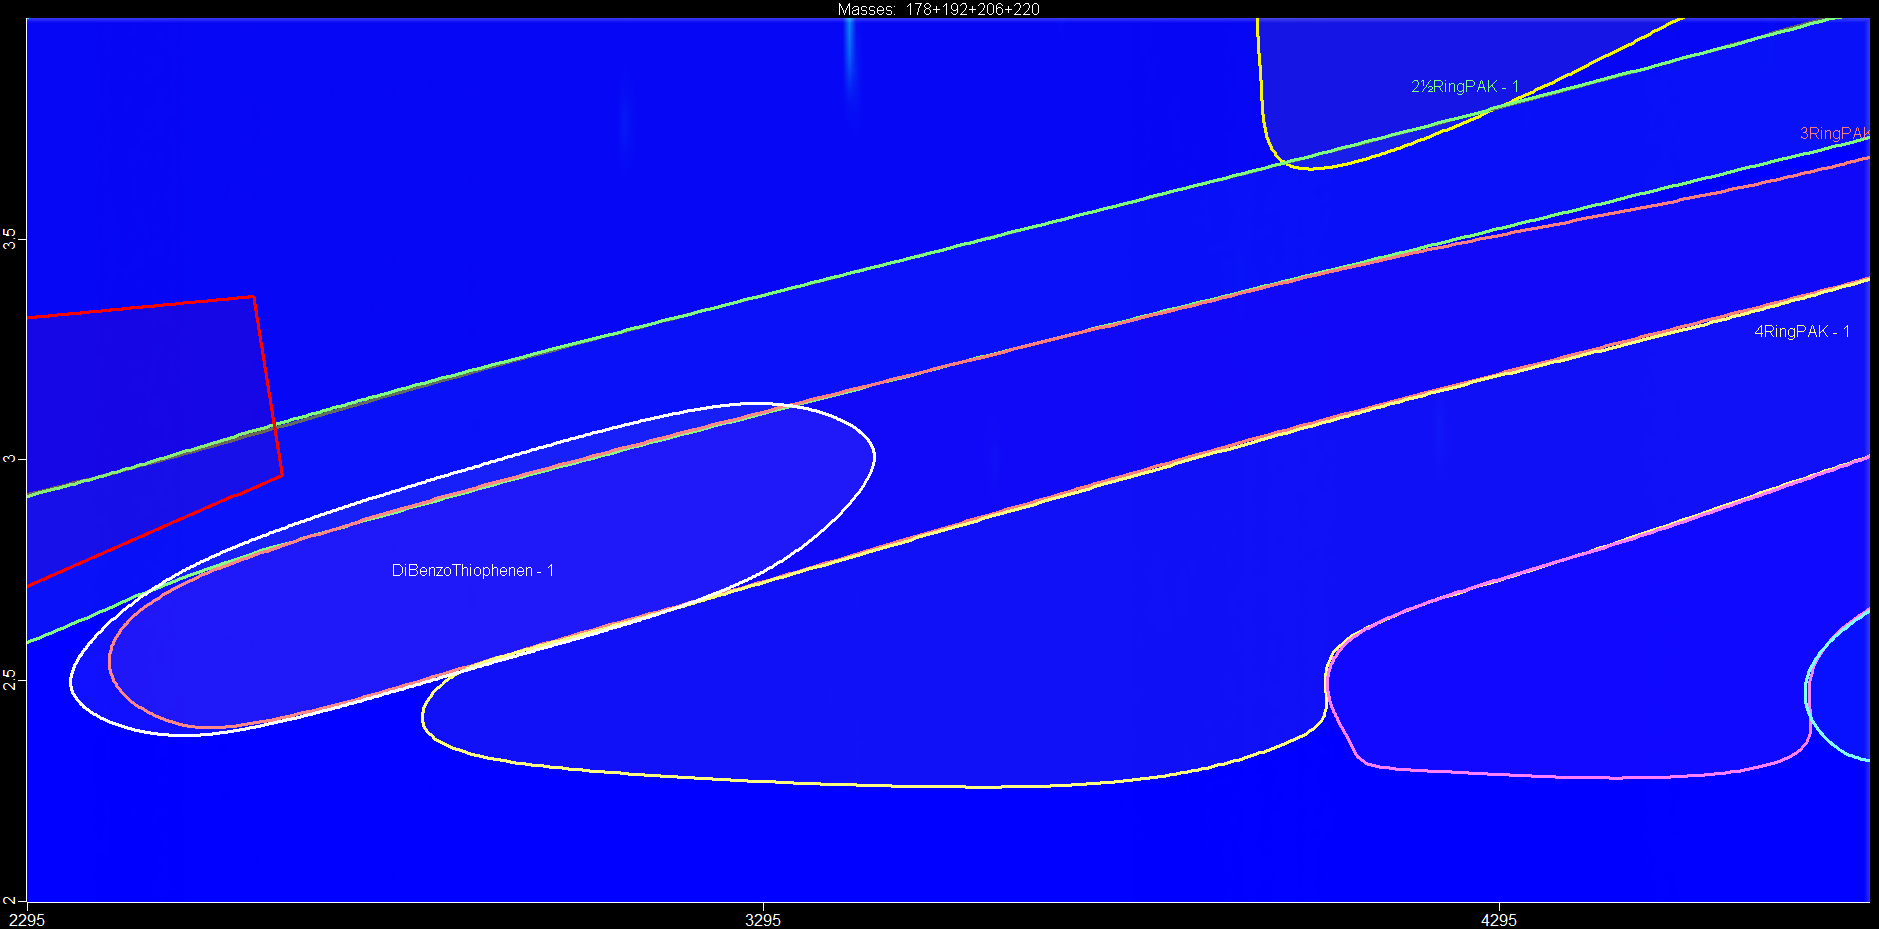 Masses: 178+192+206+220
2½RingPAK - 1
3RingPAK
3.5
4RingPAK - 1
3
DiBenzoThiophenen - 1
2.5
2
2295 3295 4295